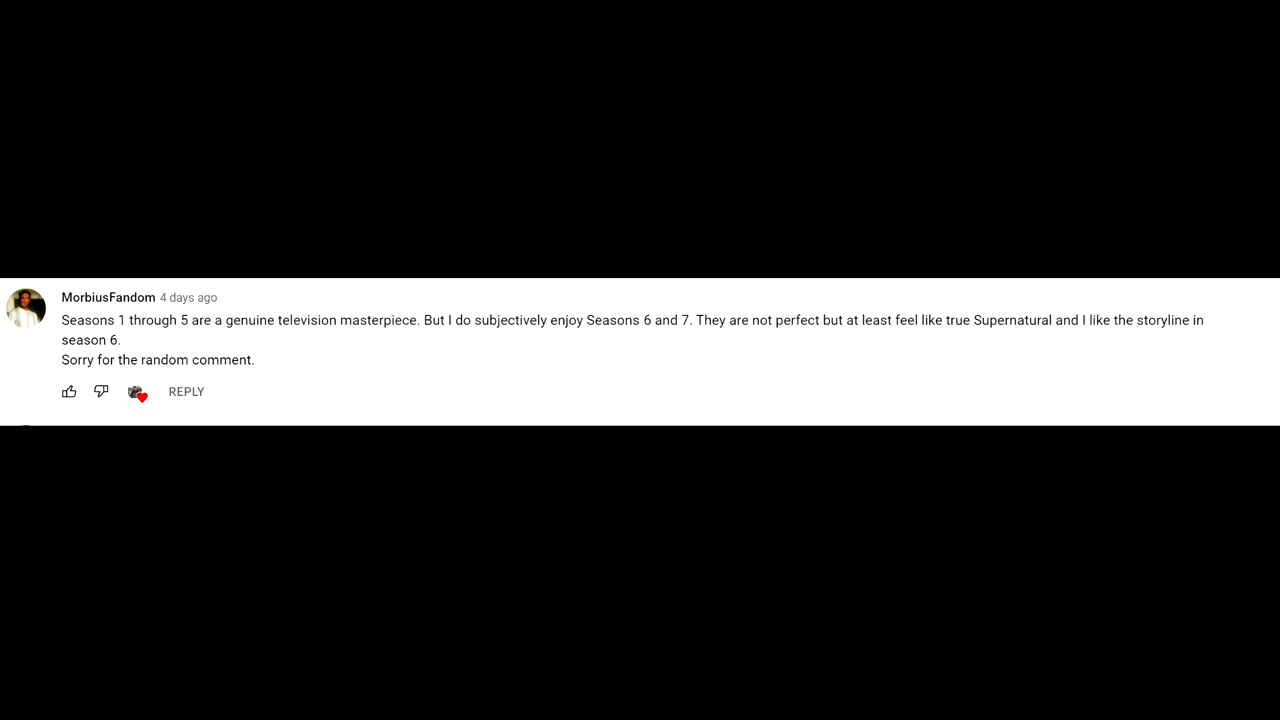 MorbiusFandom 4 days ago
Seasons 1 through 5 are a genuine television masterpiece. But I do subjectively enjoy Seasons 6 and 7. They are not perfect but at least feel like true Supernatural and I like the storyline in
season 6.
Sorry for the random comment.
REPLY